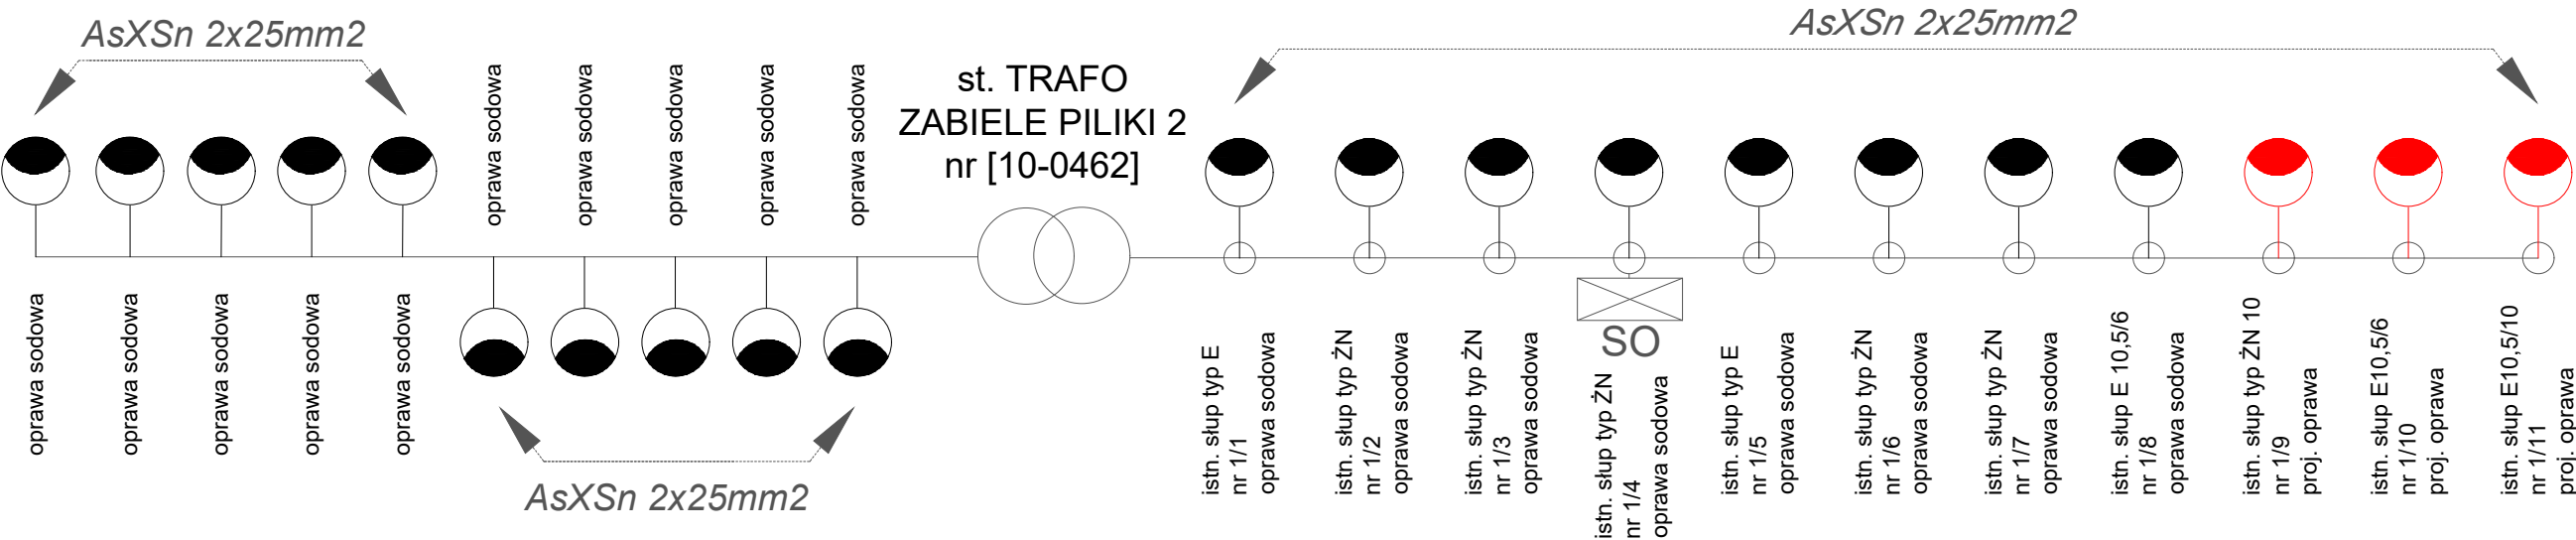 AsXSn 2x25mm2
oprawa sodowa
oprawa sodowa
oprawa sodowa
oprawa sodowa
oprawa sodowa
oprawa sodowa
oprawa sodowa
oprawa sodowa
oprawa sodowa
oprawa sodowa
AsXSn 2x25mm2
st. TRAFO
ZABIELE PILIKI 2
nr [10-0462]
AsXSn 2x25mm2
istn. słup typ E
nr 1/1
oprawa sodowa
istn. słup typ ŻN
nr 1/2
oprawa sodowa
istn. słup typ ŻN
nr 1/3
oprawa sodowa
SO
istn. słup typ ŻN
nr 1/4
oprawa sodowa
istn. słup typ E
nr 1/5
oprawa sodowa
istn. słup typ ŻN
nr 1/6
oprawa sodowa
istn. słup typ ŻN
nr 1/7
oprawa sodowa
istn. słup E 10,5/6
nr 1/8
oprawa sodowa
istn. słup typ ŻN 10
nr 1/9
proj. oprawa
istn. słup E10,5/6
nr 1/10
proj. oprawa
istn. słup E10,5/10
nr 1/11
proj. oprawa